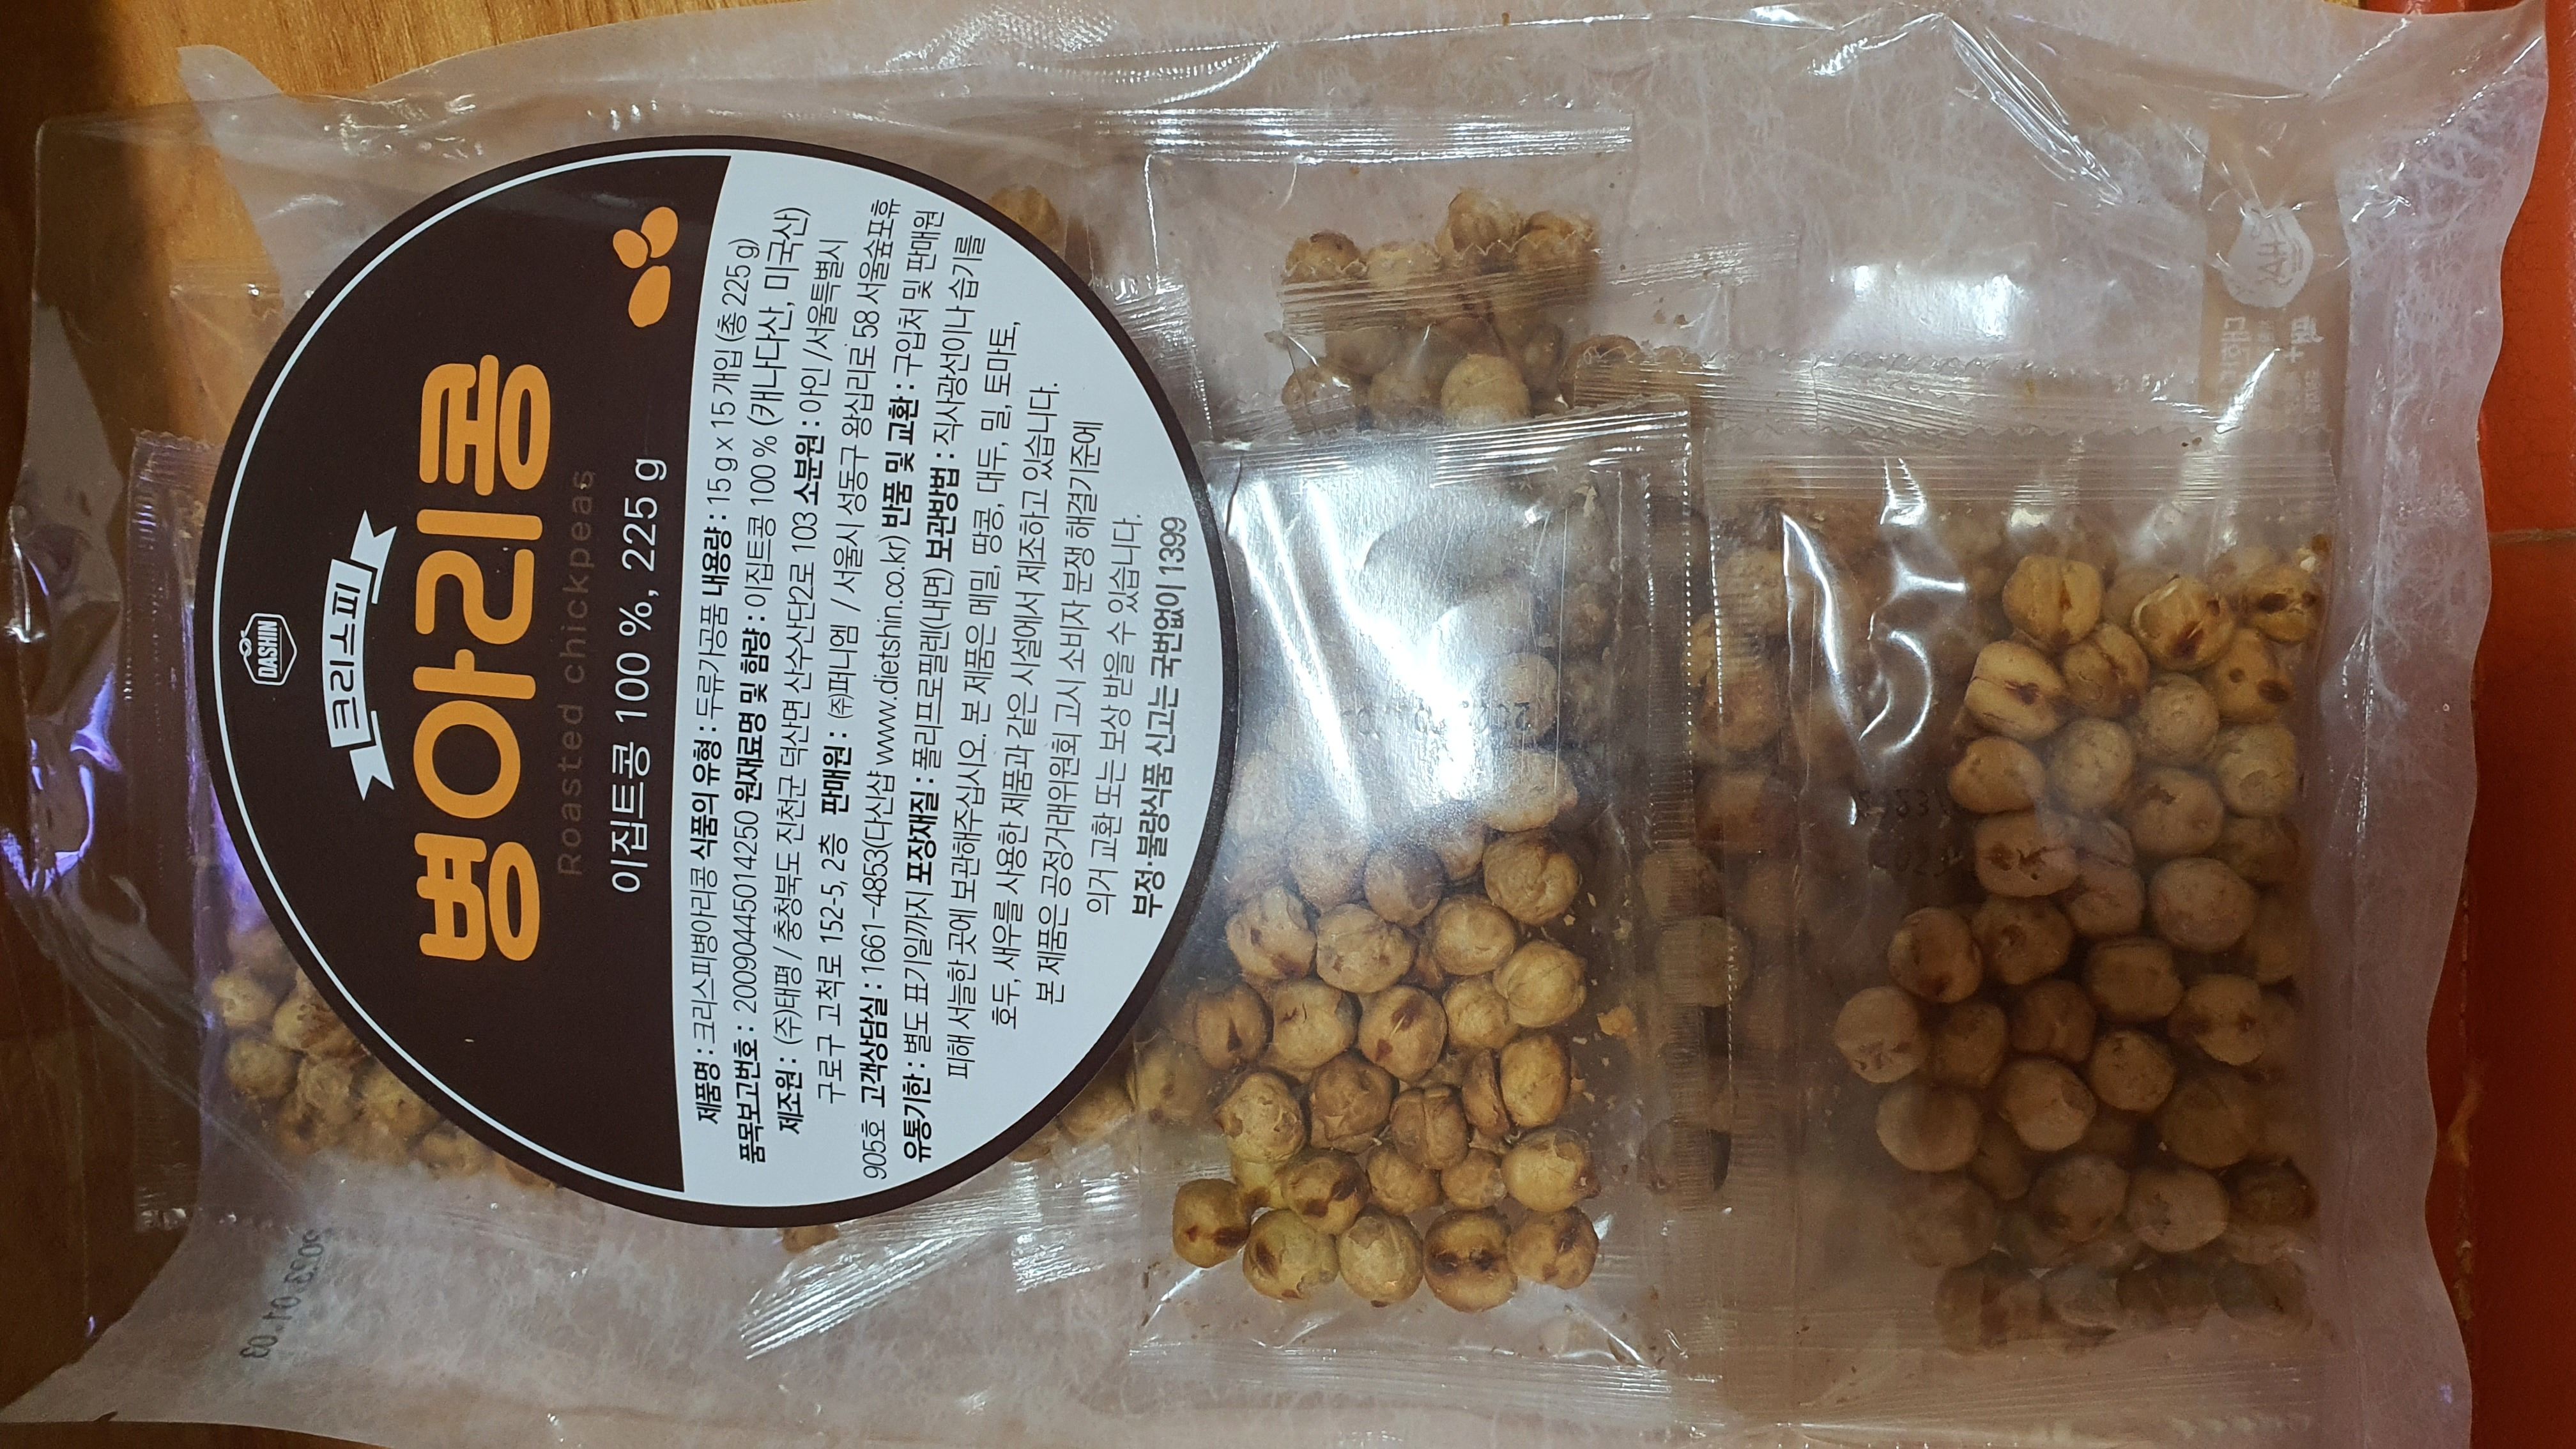 DASHIN
크리스피
병아리콩
Roasted chickpeas
이집트콩 100 %, 225 g
제품명 : 크리스피병아리콩 식품의 유형 : 두류가공품 내용량 : 15 g x 15 개입 (총 225 g)
품목보고번호 : 2009044501425​0 원재료명 및 함량 : 이집트콩 100 % (캐나다산, 미국산)
제조원 : (주)태평 / 충청북도 진천군 덕산면 산수산단2로 103 소분원 : 아인 /서울특별시
구로구 고척로 152-5, 2층 판매원 : (주)퍼니엠 / 서울시 성동구 왕십리로 58 서울숲포휴
905호 고객상담실 : 1661-4853(다신샵 www.dietshin.co.kr) 반품 및 교환 : 구입처 및 판매원
유통기한 : 별도 표기일까지 포장재질 : 폴리프로필렌(내면) 보관방법 : 직사광선이나 습기를
피해 서늘한 곳에 보관해주십시오. 본 제품은 메밀, 땅콩, 대두, 밀, 토마토,
호두, 새우를 사용한 제품과 같은 시설에서 제조하고 있습니다.
본 제품은 공정거래위원회 고시 소비자 분쟁 해결기준에
의거 교환 또는 보상 받을 수 있습니다.
부정·불량식품 신고는 국번없이 1399
2023.01.03